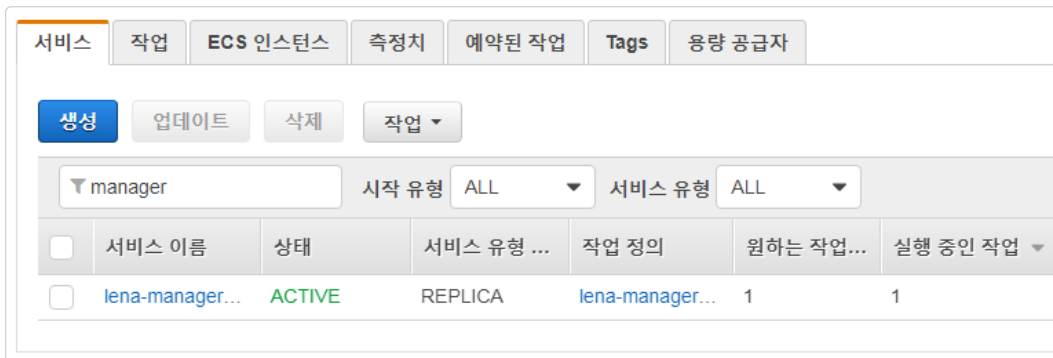 서비스 작업 ECS 인스턴스 측정치 예약된 작업 Tags 용량 공급자
생성 업데이트 삭제 작업
manager 시작 유형 ALL 서비스 유형 ALL
서비스 이름 상태 서비스 유형 ... 작업 정의 원하는 작업... 실행 중인 작업
lena-manager... ACTIVE REPLICA lena-manager... 1 1